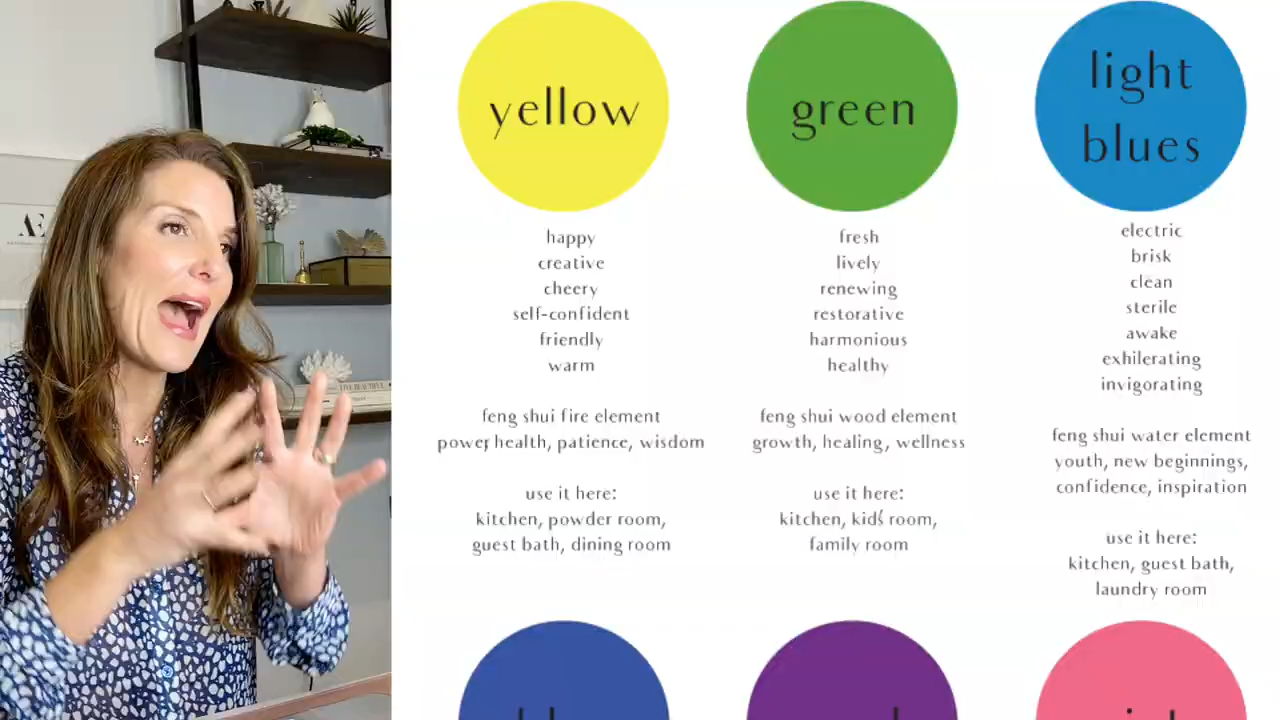 yellow
happy
creative
cheery
self-confident
friendly
warm
feng shui fire element
power, health, patience, wisdom
use it here:
kitchen, powder room,
guest bath, dining room
green
fresh
lively
renewing
restorative
harmonious
healthy
feng shui wood element
growth, healing, wellness
use it here:
kitchen, kids' room,
family room
light
blues
electric
brisk
clean
sterile
awake
exhilerating
invigorating
feng shui water element
youth, new beginnings,
confidence, inspiration
use it here:
kitchen, guest bath,
laundry room